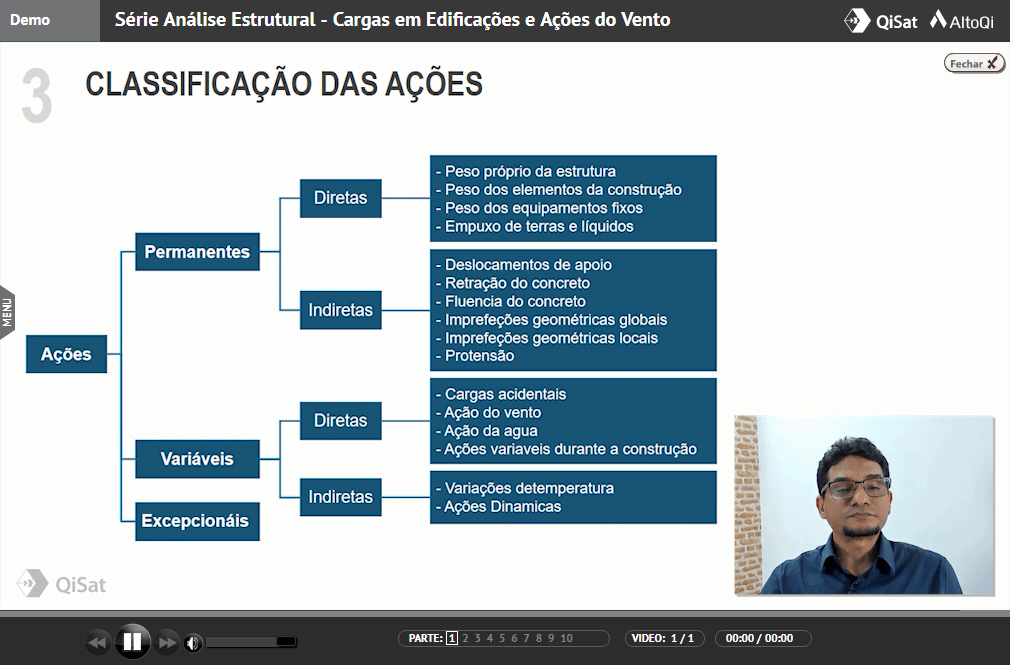 Demo
Série Análise Estrutural - Cargas em Edificações e Ações do Vento
QiSat
AltoQi
Fechar
3
CLASSIFICAÇÃO DAS AÇÕES
Ações
Permanentes
Diretas
- Peso próprio da estrutura
- Peso dos elementos da construção
- Peso dos equipamentos fixos
- Empuxo de terras e líquidos
Indiretas
- Deslocamentos de apoio
- Retração do concreto
- Fluencia do concreto
- Imprefeções geométricas globais
- Imprefeções geométricas locais
- Protensão
Variáveis
Diretas
- Cargas acidentais
- Ação do vento
- Ação da agua
- Ações variaveis durante a construção
Indiretas
- Variações detemperatura
- Ações Dinamicas
Excepcionáis
MENU
QiSat
PARTE: 1 2 3 4 5 6 7 8 9 10
VIDEO: 1 / 1
00:00 / 00:00